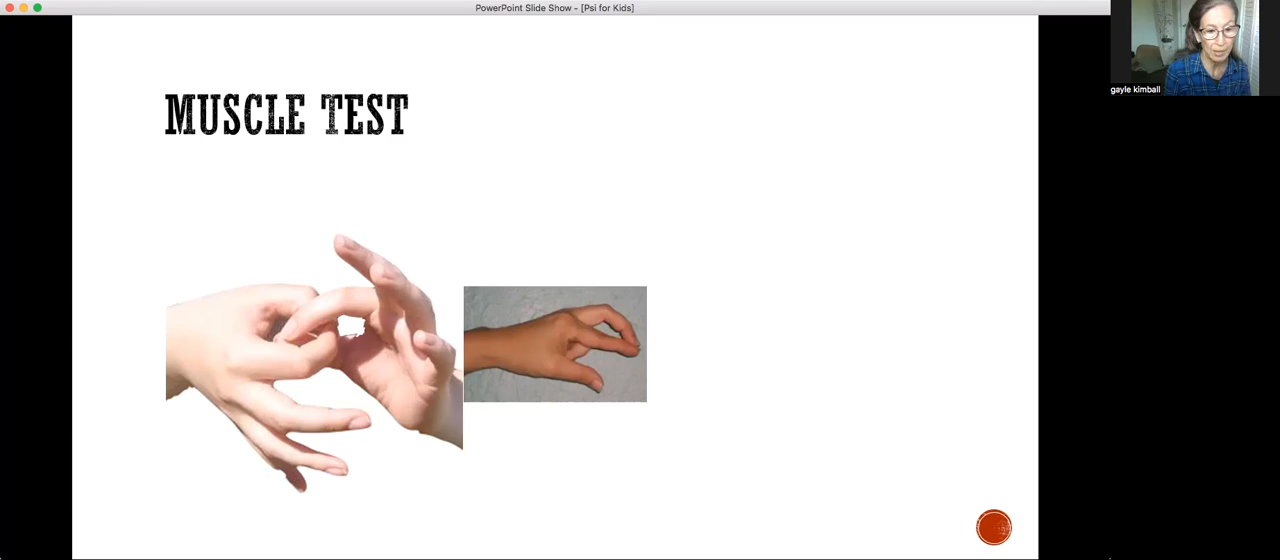 PowerPoint Slide Show - [Psi for Kids]
MUSCLE TEST
gayle kimball